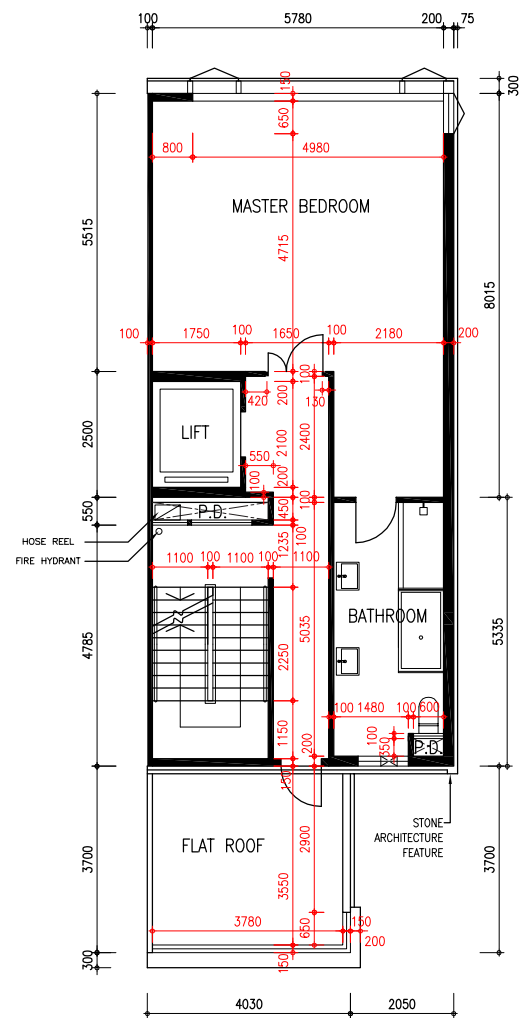 100 5780 200 75
300
150
650
800 4980
MASTER BEDROOM
5515
4715
8015
100 1750 100 1650 100 2180 200
100
420 200 130
LIFT
2500
2100 2400
550
200
100
550
P.D.
450 100
HOSE REEL
FIRE HYDRANT
1235 100
1100 100 1100 100 1100
4785
5035
BATHROOM
5335
2250
100 1480 100 600
1150 200
100
350
P.D.
150
STONE
ARCHITECTURE
FEATURE
FLAT ROOF
2900
3700
3550
3700
3780 150
650 200
300
150
4030 2050